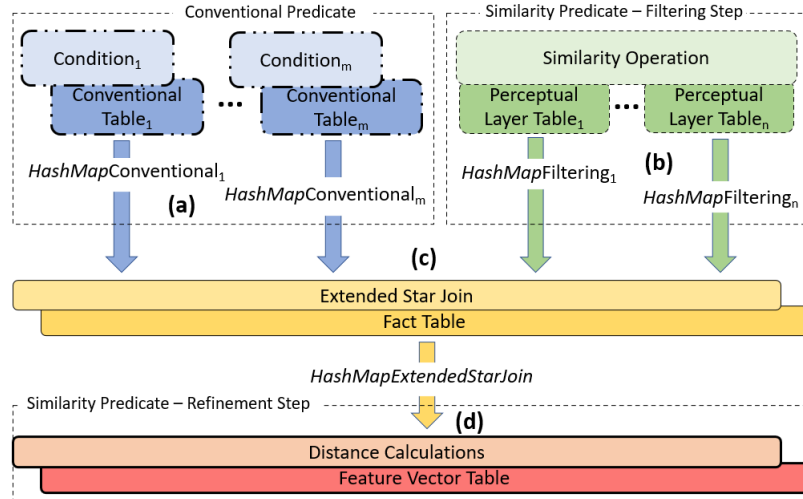 Conventional Predicate
Similarity Predicate – Filtering Step
Condition₁
Conditionₘ
Similarity Operation
Conventional
Table₁
...
Conventional
Tableₘ
Perceptual
Layer Table₁
...
Perceptual
Layer Tableₙ
HashMapConventional₁
(a)
HashMapConventionalₘ
HashMapFiltering₁
(b)
HashMapFilteringₙ
(c)
Extended Star Join
Fact Table
HashMapExtendedStarJoin
Similarity Predicate – Refinement Step
(d)
Distance Calculations
Feature Vector Table